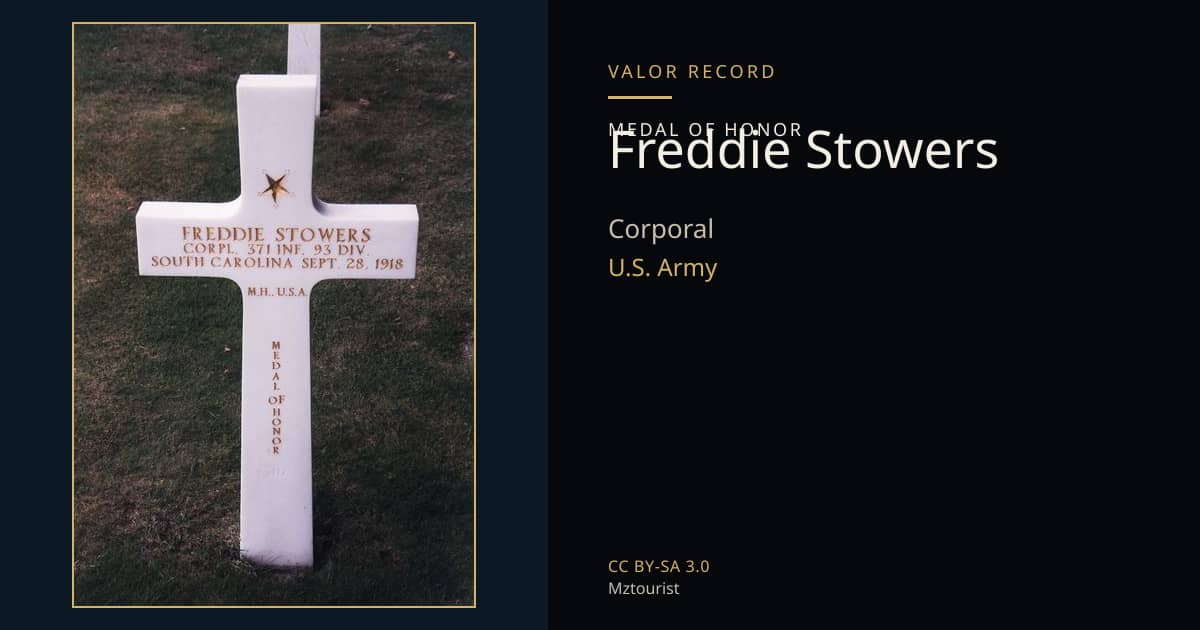 FREDDIE STOWERS
CORPL. 371 INF. 93 DIV.
SOUTH CAROLINA SEPT. 28, 1918
M.H., U.S.A.
MEDAL OF HONOR
VALOR RECORD
MEDAL OF HONOR
Freddie Stowers
Corporal
U.S. Army
CC BY-SA 3.0
Mztourist